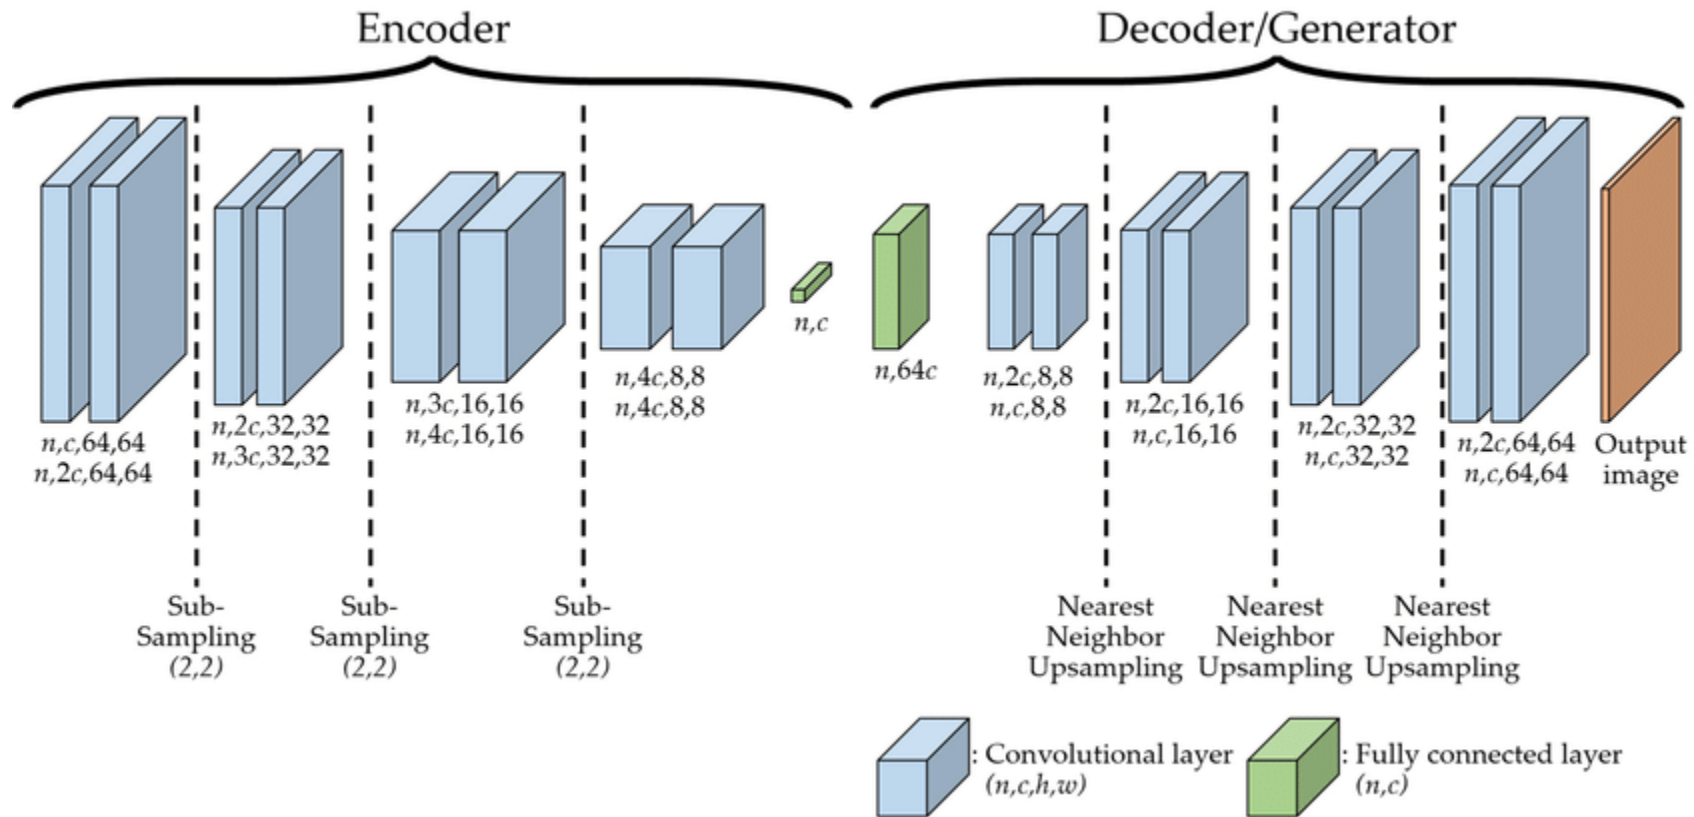 Encoder
Decoder/Generator
n,c,64,64
n,2c,64,64
n,2c,32,32
n,3c,32,32
n,3c,16,16
n,4c,16,16
n,4c,8,8
n,4c,8,8
n,c
n,64c
n,2c,8,8
n,c,8,8
n,2c,16,16
n,c,16,16
n,2c,32,32
n,c,32,32
n,2c,64,64
n,c,64,64
Output
image
Sub-
Sampling
(2,2)
Sub-
Sampling
(2,2)
Sub-
Sampling
(2,2)
Nearest
Neighbor
Upsampling
Nearest
Neighbor
Upsampling
Nearest
Neighbor
Upsampling
: Convolutional layer
(n,c,h,w)
: Fully connected layer
(n,c)